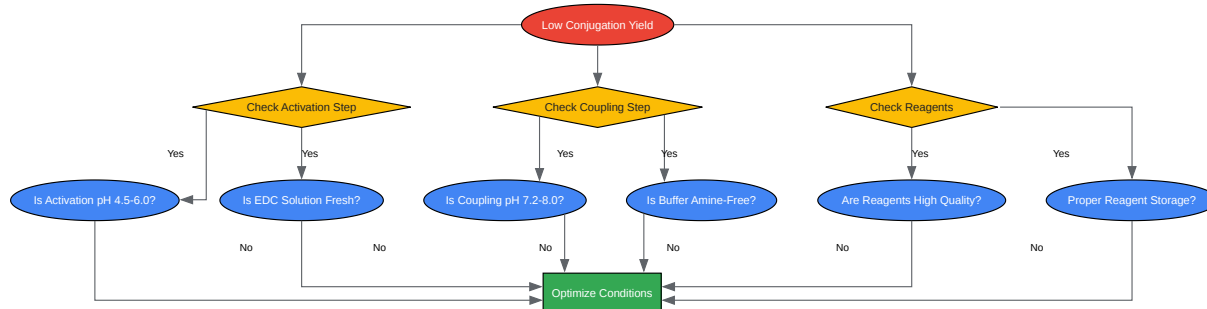 Low Conjugation Yield
Check Activation Step
Check Coupling Step
Check Reagents
Yes
Yes
Yes
Yes
Yes
Yes
Is Activation pH 4.5-6.0?
Is EDC Solution Fresh?
Is Coupling pH 7.2-8.0?
Is Buffer Amine-Free?
Are Reagents High Quality?
Proper Reagent Storage?
No
No
No
No
No
No
Optimize Conditions